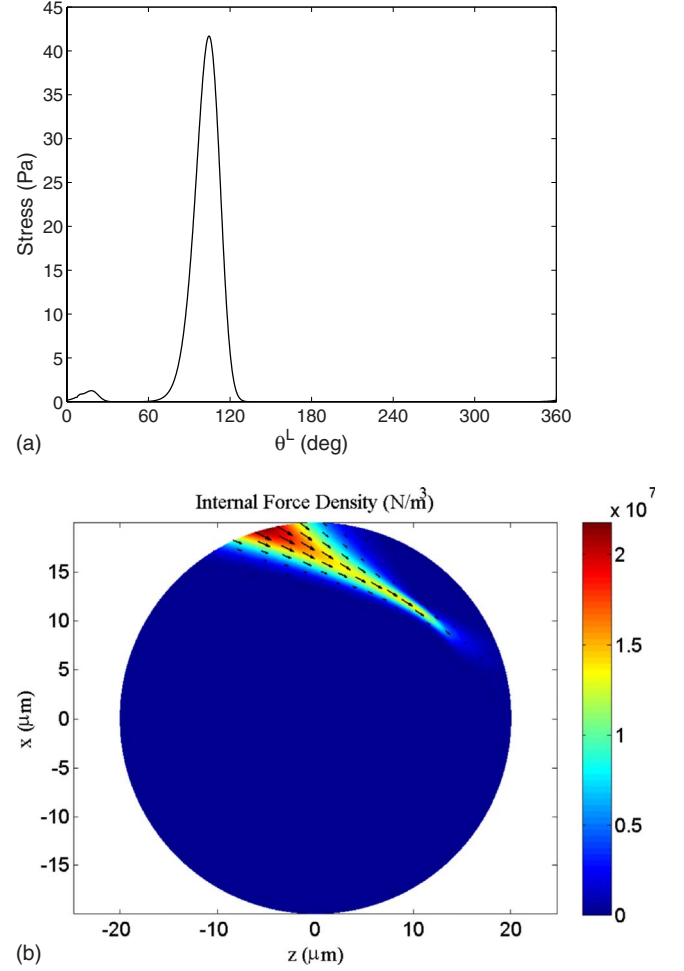 45
40
35
30
25
20
15
10
5
0
Stress (Pa)
0 60 120 180 240 300 360
θ^L (deg)
(a)
Internal Force Density (N/m^3)
x 10^7
15
10
5
0
-5
-10
-15
x (μm)
-20 -10 0 10 20
z (μm)
2
1.5
1
0.5
0
(b)